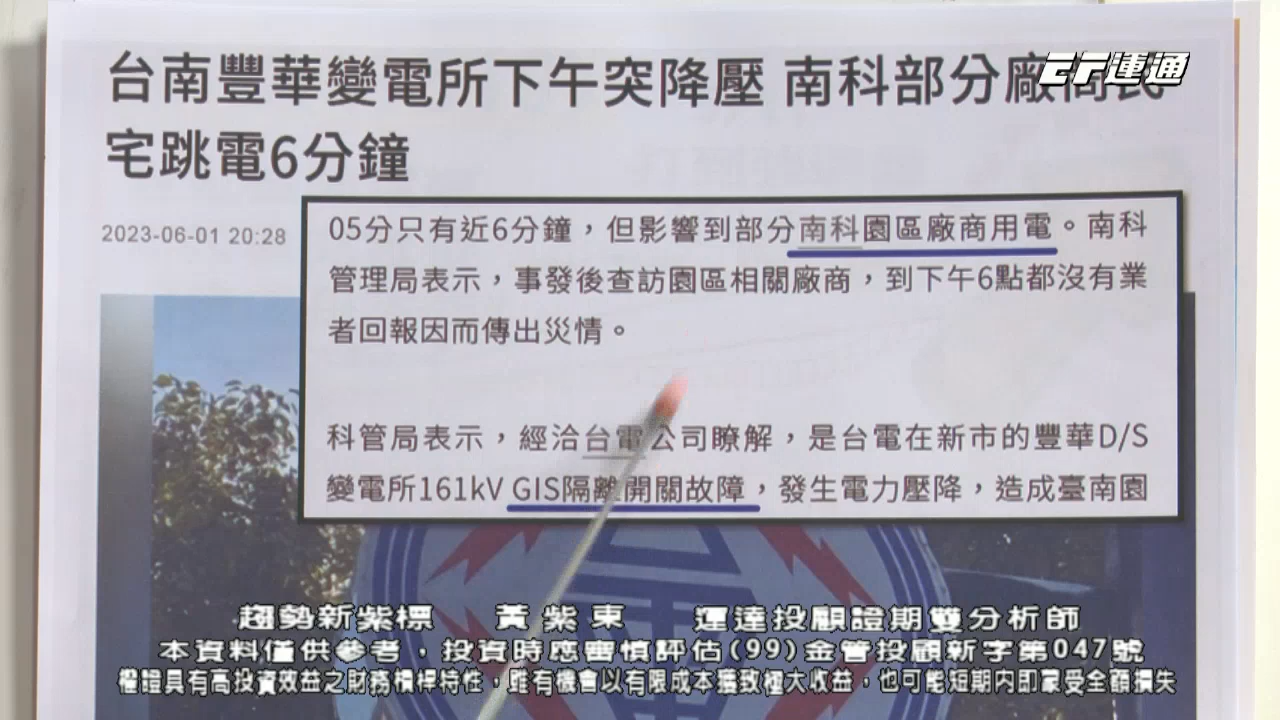 EF運通
台南豐華變電所下午突降壓 南科部分廠商民
宅跳電6分鐘
2023-06-01 20:28
05分只有近6分鐘，但影響到部分南科園區廠商用電。南科
管理局表示，事發後查訪園區相關廠商，到下午6點都沒有業
者回報因而傳出災情。
科管局表示，經洽台電公司瞭解，是台電在新市的豐華D/S
變電所161kV GIS隔離開關故障，發生電力壓降，造成臺南園
趨勢新紫標 黃紫東 運達投顧證期雙分析師
本資料僅供參考，投資時應審慎評估(99)金管投顧新字第047號
權證具有高投資效益之財務槓桿特性，雖有機會以有限成本獲致極大收益，也可能短期內即蒙受全額損失